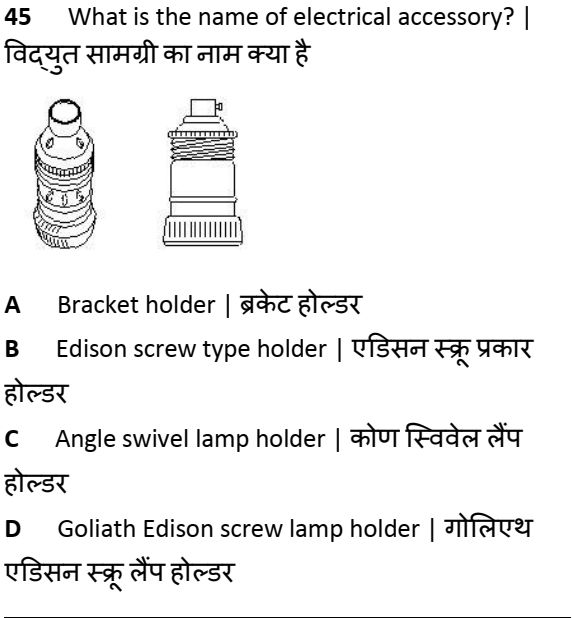 45 What is the name of electrical accessory? |
विद्युत सामग्री का नाम क्या है
A Bracket holder | ब्रकेट होल्डर
B Edison screw type holder | एडिसन स्क्रू प्रकार
होल्डर
C Angle swivel lamp holder | कोण स्विवेल लैंप
होल्डर
D Goliath Edison screw lamp holder | गोलिएथ
एडिसन स्क्रू लैंप होल्डर